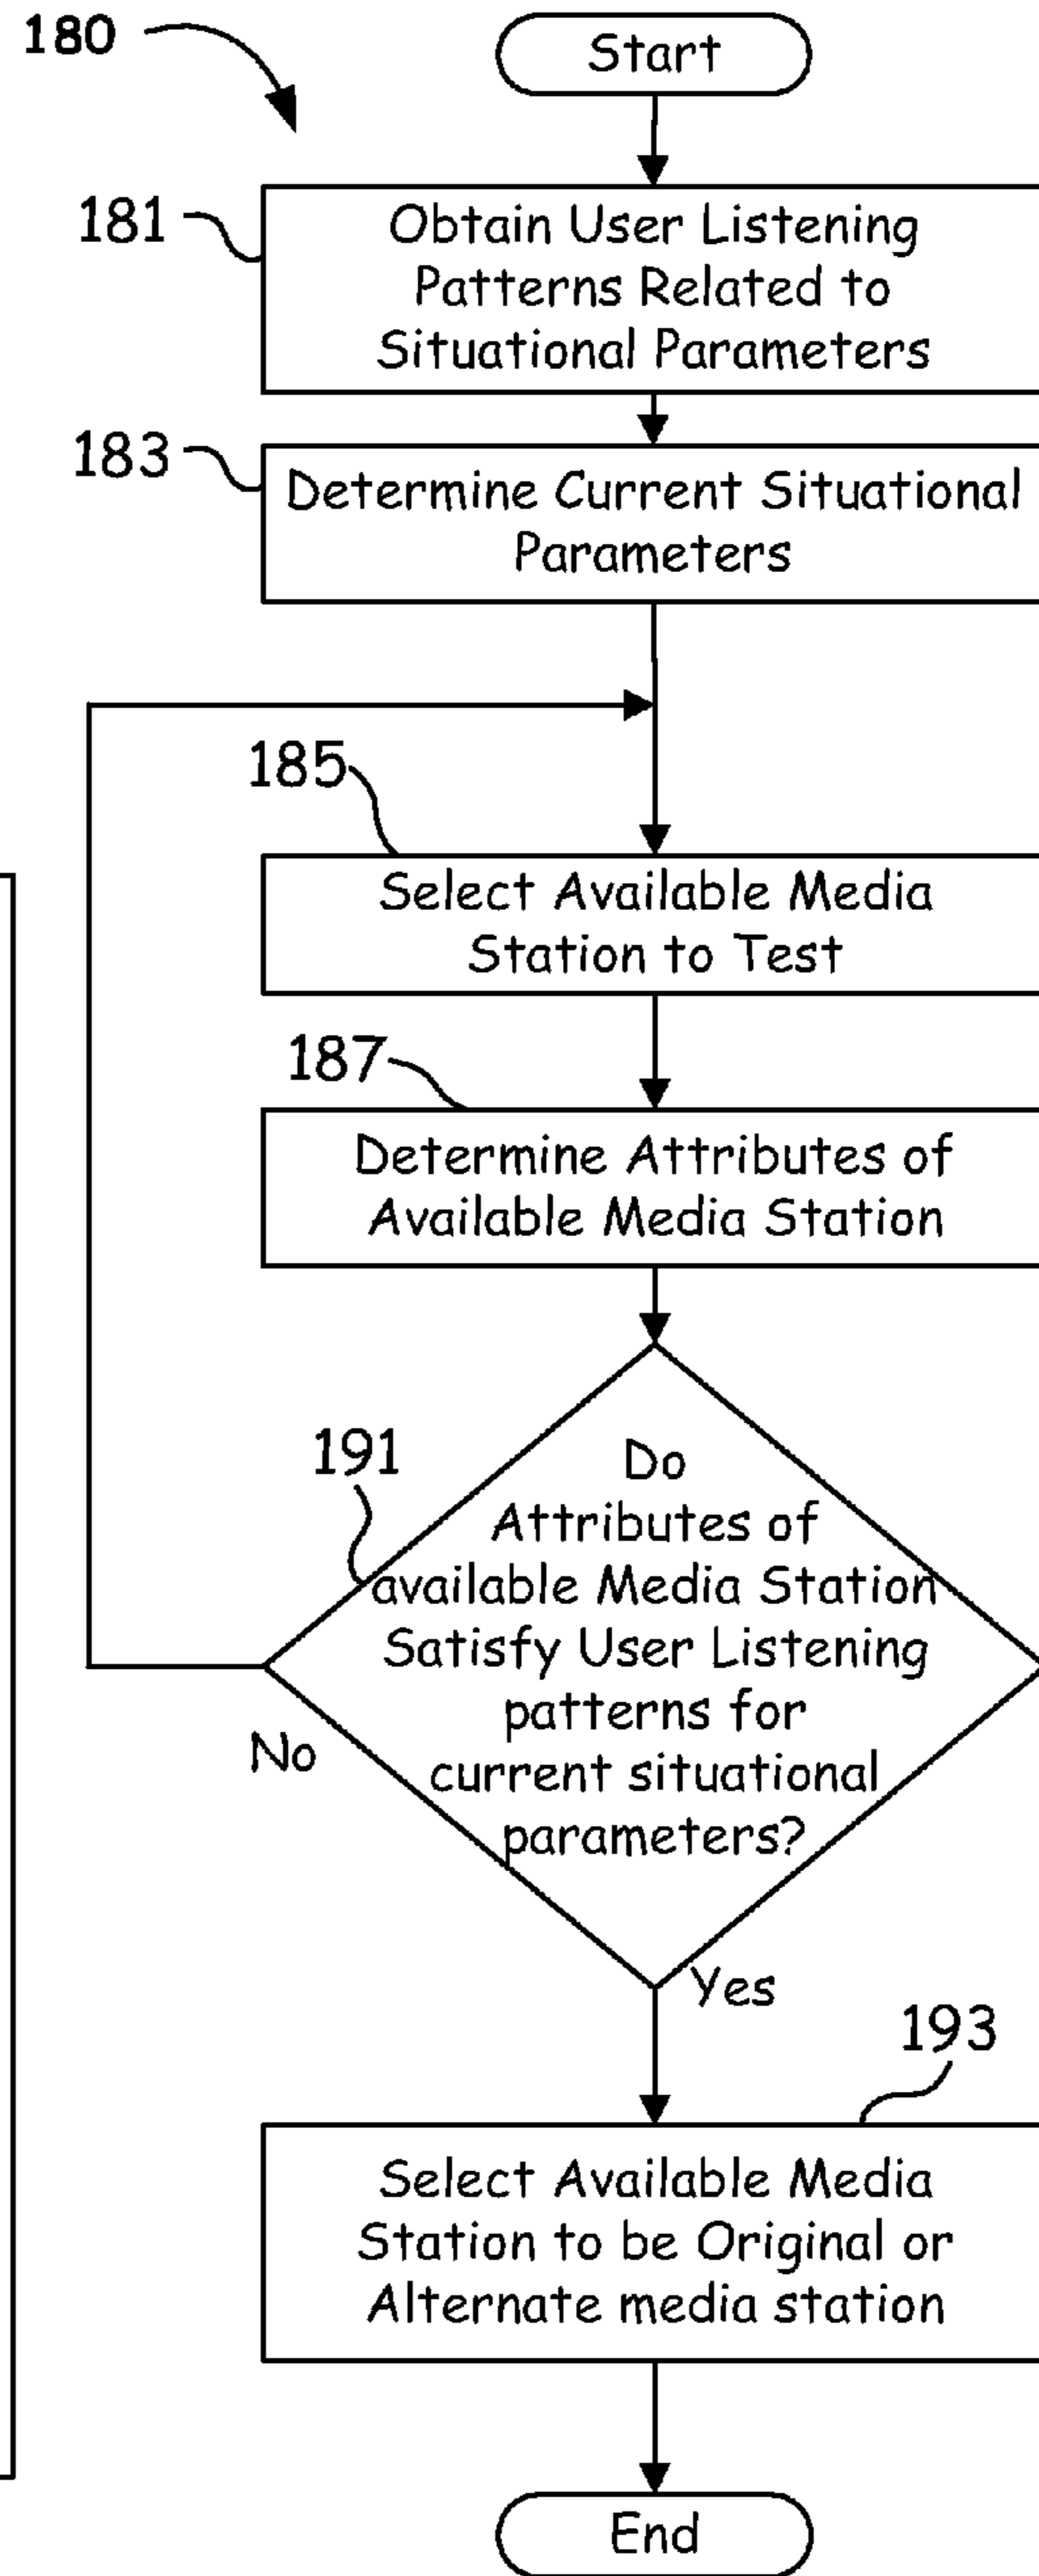 180
Start
181
Obtain User Listening
Patterns Related to
Situational Parameters
183
Determine Current Situational
Parameters
185
Select Available Media
Station to Test
187
Determine Attributes of
Available Media Station
191
Do
Attributes of
available Media Station
Satisfy User Listening
patterns for
current situational
parameters?
No
Yes
193
Select Available Media
Station to be Original or
Alternate media station
End